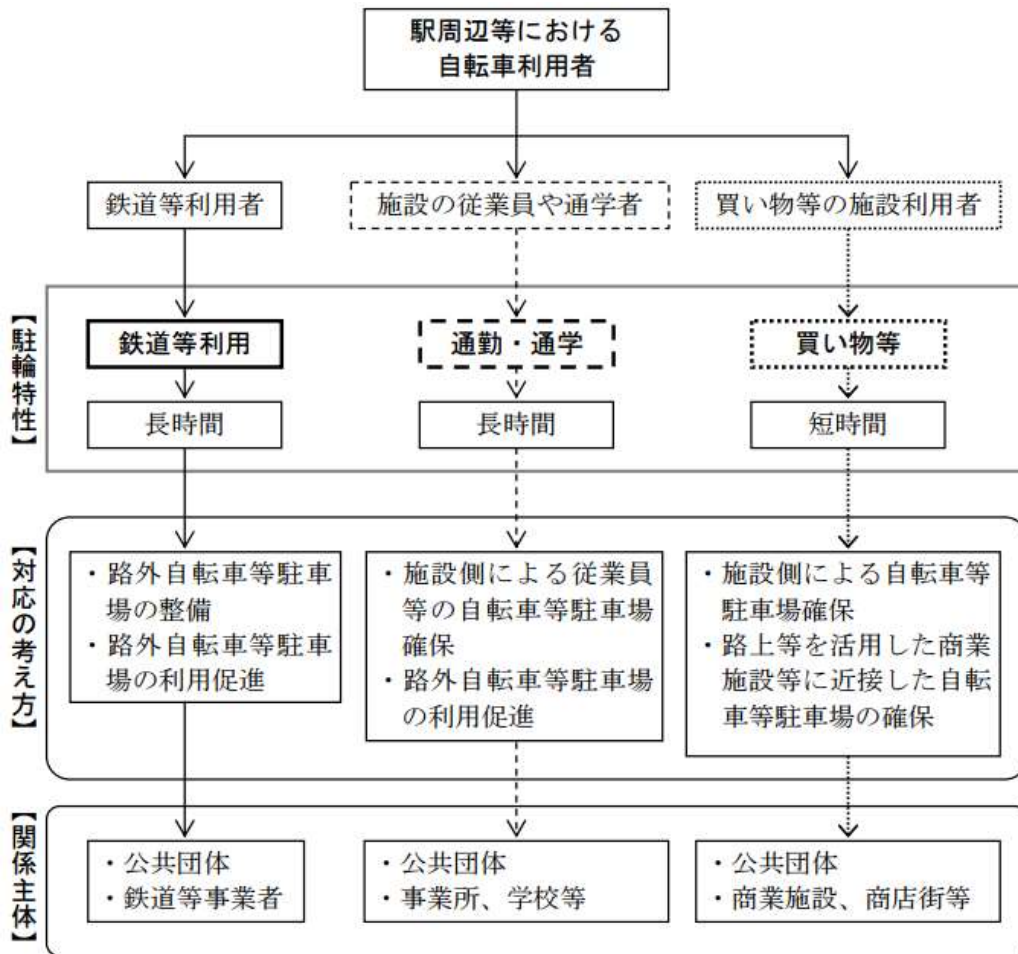 駅周辺等における
自転車利用者
鉄道等利用者
施設の従業員や通学者
買い物等の施設利用者
【駐輪特性】
鉄道等利用
通勤・通学
買い物等
長時間
長時間
短時間
【対応の考え方】
・路外自転車等駐車
場の整備
・路外自転車等駐車
場の利用促進
・施設側による従業員
等の自転車等駐車場
確保
・路外自転車等駐車場
の利用促進
・施設側による自転車等
駐車場確保
・路上等を活用した商業
施設等に近接した自転
車等駐車場の確保
【関係主体】
・公共団体
・鉄道等事業者
・公共団体
・事業所、学校等
・公共団体
・商業施設、商店街等